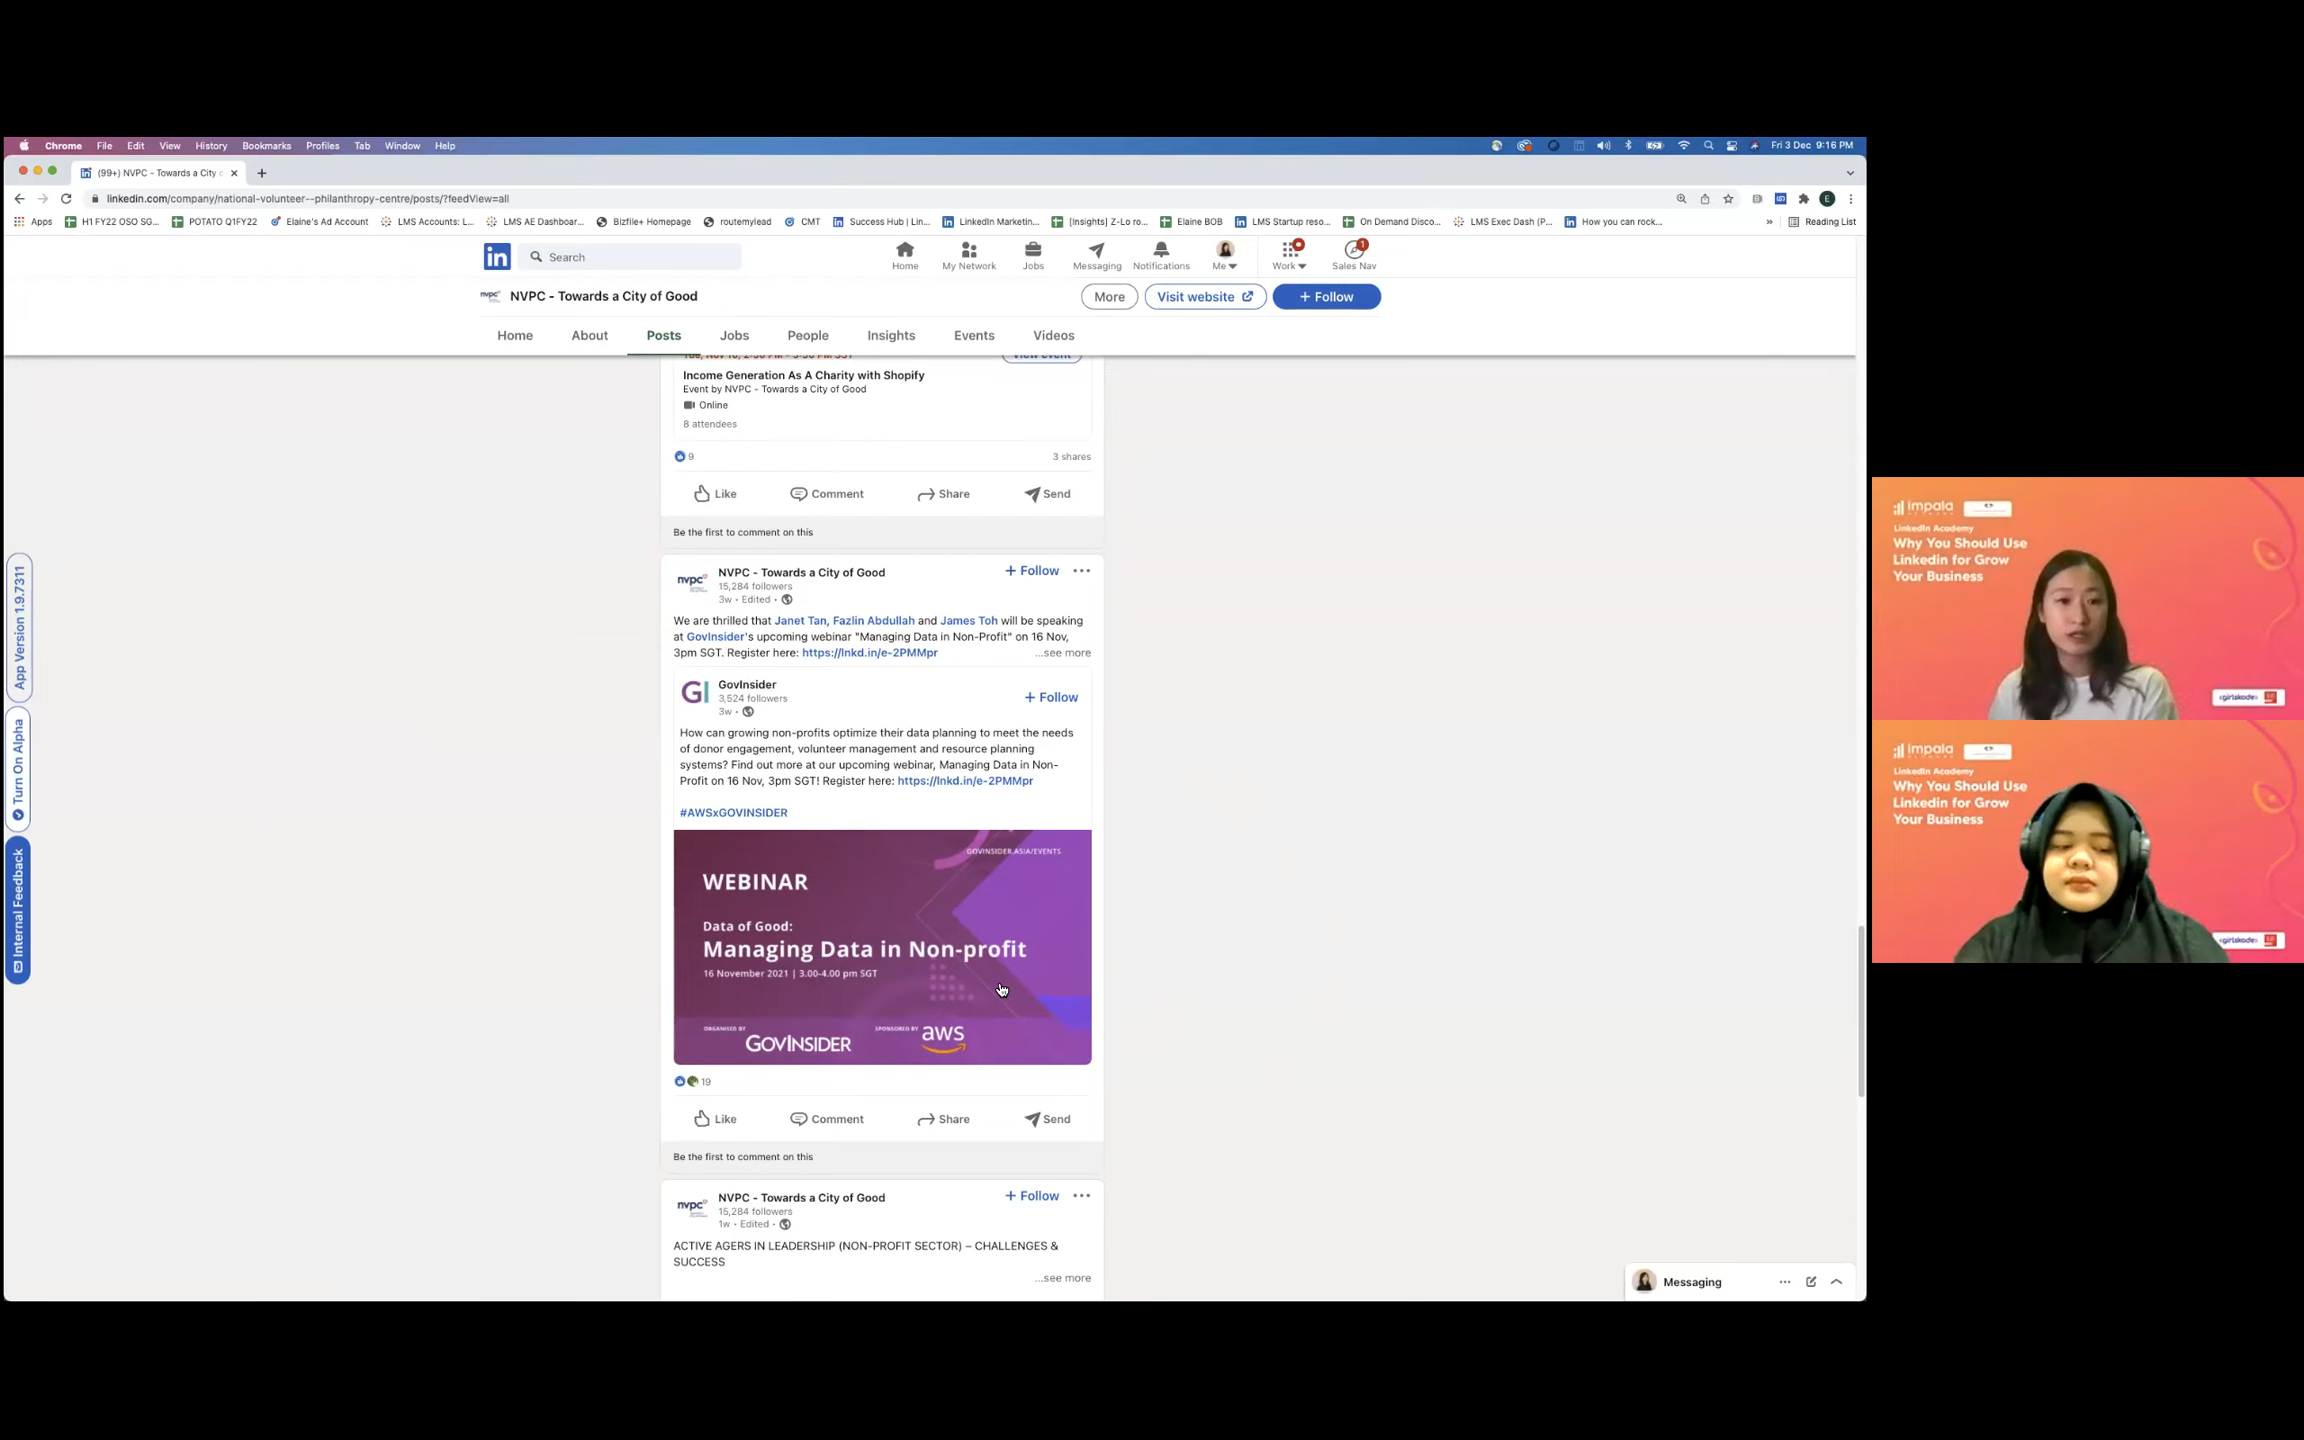 Chrome File Edit View History Bookmarks Profiles Tab Window Help
Fri 3 Dec 9:16 PM
(99+) NVPC - Towards a City
linkedin.com/company/national-volunteer--philanthropy-centre/posts/?feedView=all
E
Apps H1 FY22 OSO SG... POTATO Q1FY22 Elaine's Ad Account LMS Accounts: L... LMS AE Dashboar... Bizfile+ Homepage routemylead CMT Success Hub | Lin... LinkedIn Marketin... [Insights] Z-Lo ro... Elaine BOB LMS Startup reso... On Demand Disco... LMS Exec Dash (P... How you can rock... » Reading List
in Search
Home My Network Jobs Messaging Notifications Me Work Sales Nav
1
nvpc NVPC - Towards a City of Good
More Visit website + Follow
Home About Posts Jobs People Insights Events Videos
View event
Income Generation As A Charity with Shopify
Event by NVPC - Towards a City of Good
Online
8 attendees
9 3 shares
Like Comment Share Send
Be the first to comment on this
nvpc
NVPC - Towards a City of Good
+ Follow
15,284 followers
3w • Edited •
We are thrilled that Janet Tan, Fazlin Abdullah and James Toh will be speaking
at GovInsider's upcoming webinar "Managing Data in Non-Profit" on 16 Nov,
3pm SGT. Register here: https://lnkd.in/e-2PMMpr ...see more
GI
GovInsider
3,524 followers
+ Follow
3w •
How can growing non-profits optimize their data planning to meet the needs
of donor engagement, volunteer management and resource planning
systems? Find out more at our upcoming webinar, Managing Data in Non-
Profit on 16 Nov, 3pm SGT! Register here: https://lnkd.in/e-2PMMpr
#AWSxGOVINSIDER
GOVINSIDER.ASIA/EVENTS
WEBINAR
Data of Good:
Managing Data in Non-profit
16 November 2021 | 3.00-4.00 pm SGT
ORGANISED BY GOVINSIDER SPONSORED BY aws
19
Like Comment Share Send
Be the first to comment on this
nvpc
NVPC - Towards a City of Good
+ Follow
15,284 followers
1w • Edited •
ACTIVE AGERS IN LEADERSHIP (NON-PROFIT SECTOR) – CHALLENGES &
SUCCESS
...see more
Messaging
App Version 1.9.7311
Turn On Alpha
Internal Feedback
impala
LinkedIn Academy
Why You Should Use
Linkedin for Grow
Your Business
girlskode
impala
LinkedIn Academy
Why You Should Use
Linkedin for Grow
Your Business
girlskode